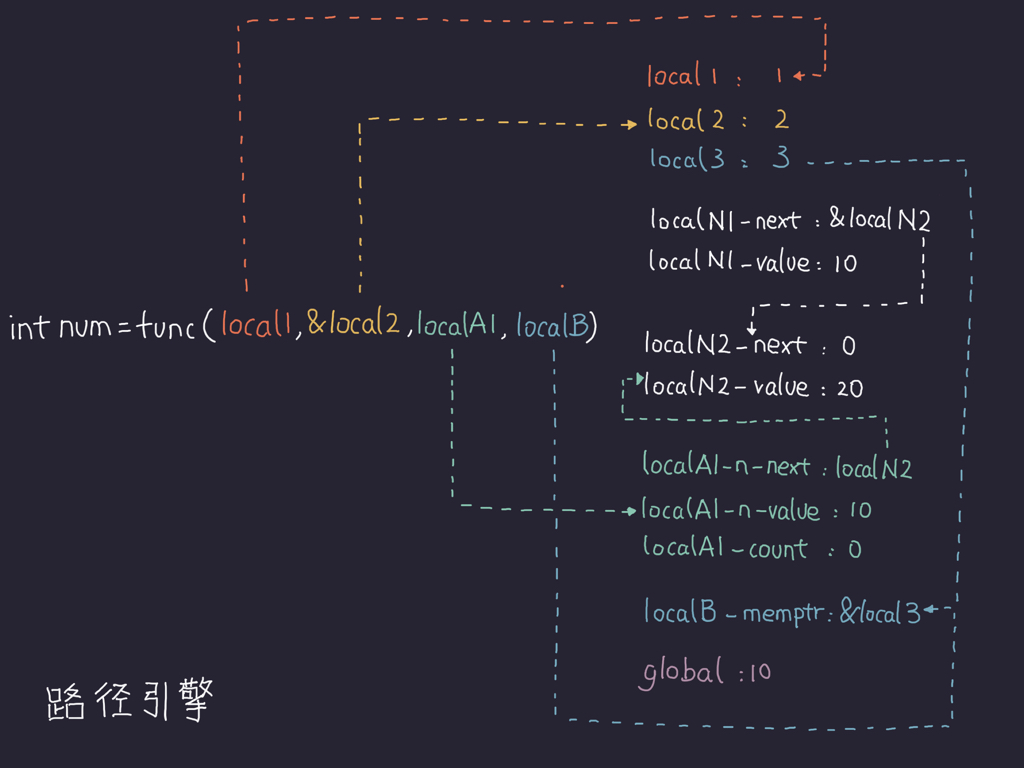 local1 : 1
local2 : 2
local3 : 3
localN1-next : &localN2
localN1-value : 10
int num=func(local1,&local2,localA1,localB)
localN2-next : 0
localN2-value : 20
localA1-n-next : localN2
localA1-n-value : 10
localA1-count : 0
localB-memptr : &local3
global : 10
路径引擎